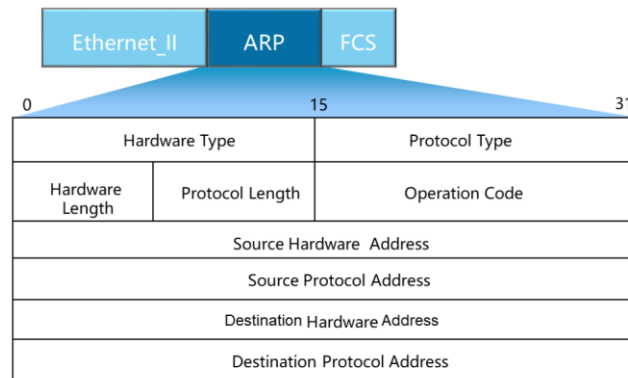 Ethernet_II ARP FCS
0 15 31
Hardware Type Protocol Type
Hardware
Length
Protocol Length Operation Code
Source Hardware Address
Source Protocol Address
Destination Hardware Address
Destination Protocol Address